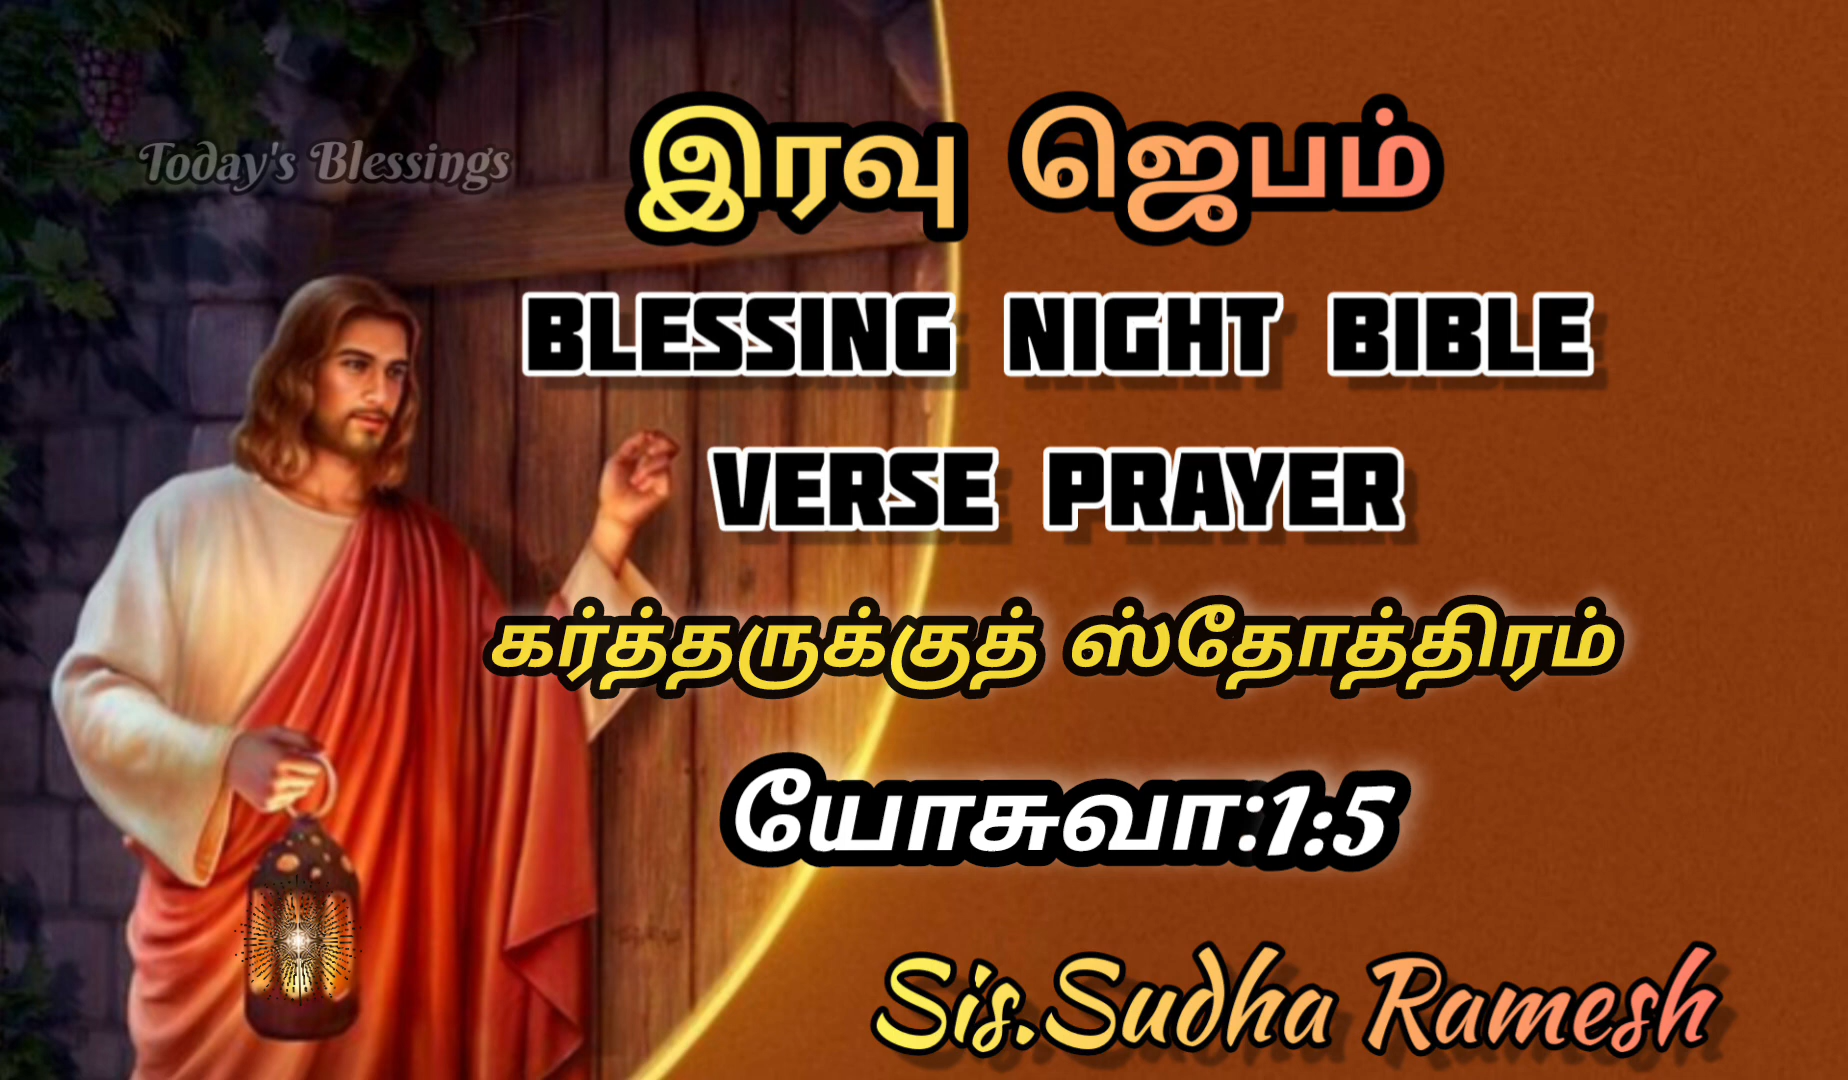 Today's Blessings
இரவு ஜெபம்
BLESSING NIGHT BIBLE
VERSE PRAYER
கர்த்தருக்குத் ஸ்தோத்திரம்
யோசுவா:1:5
Sis.Sudha Ramesh